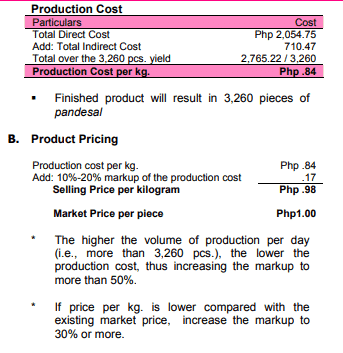 Production Cost
Particulars Cost
Total Direct Cost Php 2,054.75
Add: Total Indirect Cost 710.47
Total over the 3,260 pcs. yield 2,765.22 / 3,260
Production Cost per kg. Php .84
▪ Finished product will result in 3,260 pieces of
pandesal
B. Product Pricing
Production cost per kg. Php .84
Add: 10%-20% markup of the production cost .17
Selling Price per kilogram Php .98
Market Price per piece Php1.00
* The higher the volume of production per day
(i.e., more than 3,260 pcs.), the lower the
production cost, thus increasing the markup to
more than 50%.
* If price per kg. is lower compared with the
existing market price, increase the markup to
30% or more.